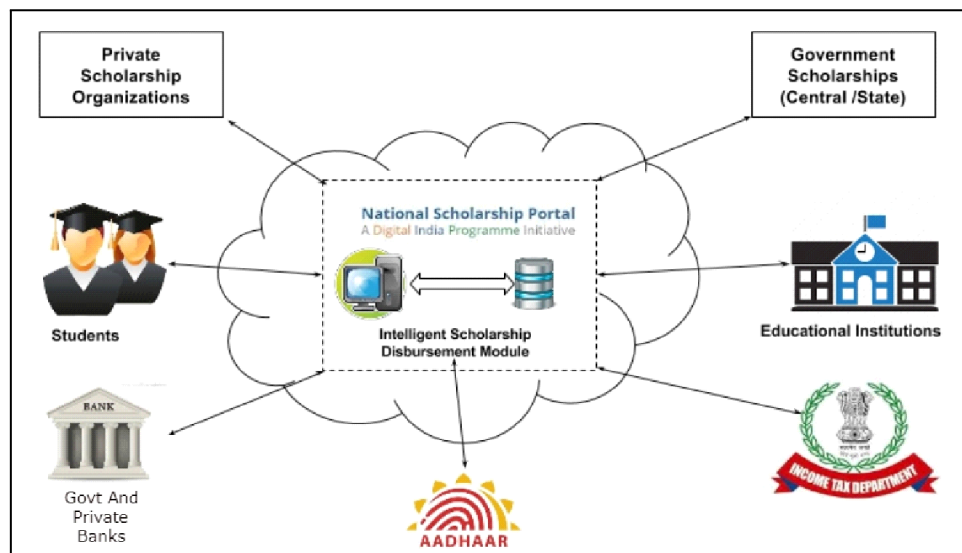 Private
Scholarship
Organizations
Government
Scholarships
(Central /State)
National Scholarship Portal
A Digital India Programme Initiative
Students
Intelligent Scholarship
Disbursement Module
Educational Institutions
BANK
Govt And
Private
Banks
AADHAAR
INCOME TAX DEPARTMENT